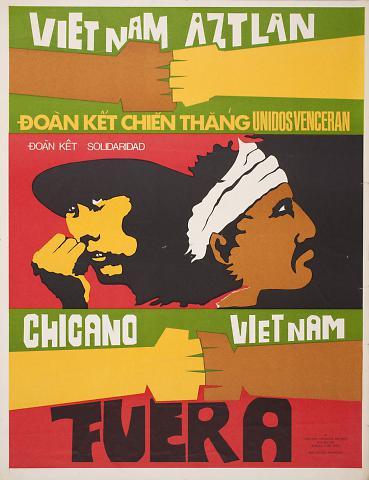 VIET NAM AZTLAN
ĐOÀN KẾT CHIẾN THẮNG UNIDOS VENCERAN
ĐOÀN KẾT SOLIDARIDAD
CHICANO VIET NAM
FUERA